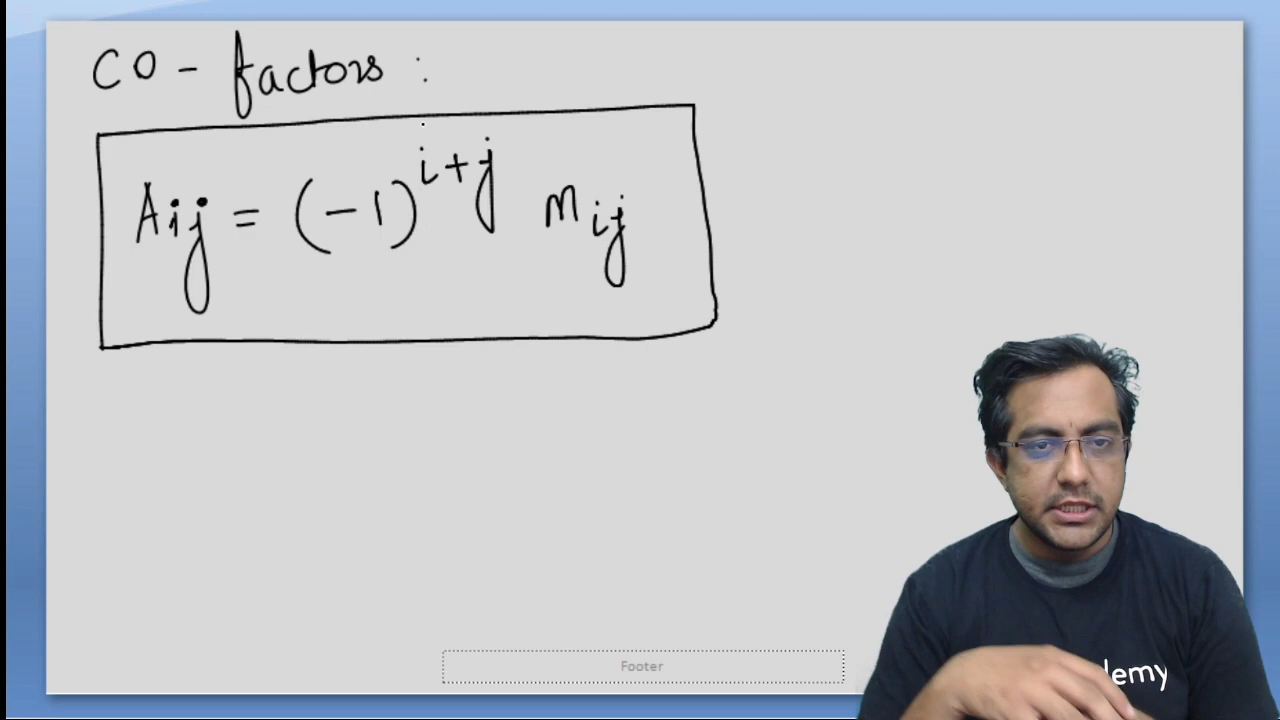 CO - factors :
Aij = (-1)^{i+j} Mij
Footer